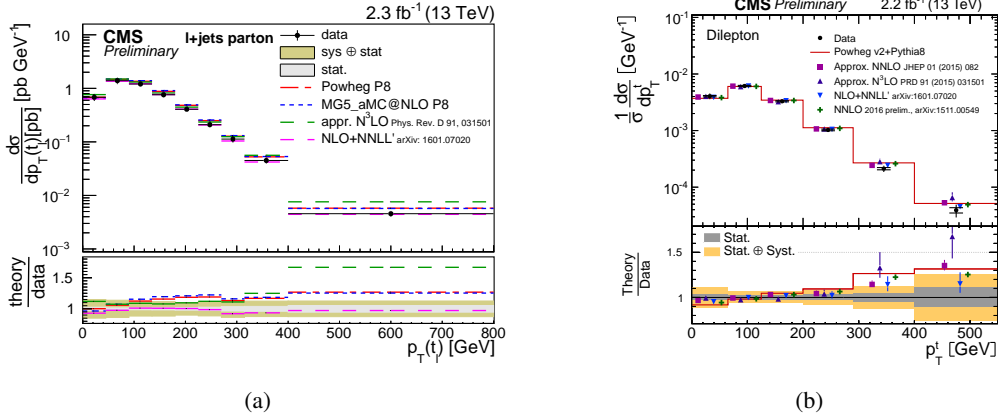 2.3 fb⁻¹ (13 TeV)
CMS
Preliminary
l+jets parton
data
sys ⊕ stat
stat.
Powheg P8
MG5_aMC@NLO P8
appr. N³LO Phys. Rev. D 91, 031501
NLO+NNLL' arXiv: 1601.07020
dσ
dp_T(t_l)[pb]
[pb GeV⁻¹]
10
1
10⁻¹
10⁻²
10⁻³
theory
data
1.5
1
0 100 200 300 400 500 600 700 800
p_T(t_l) [GeV]
(a)
CMS Preliminary 2.2 fb⁻¹ (13 TeV)
Dilepton
Data
Powheg v2+Pythia8
Approx. NNLO JHEP 01 (2015) 082
Approx. N³LO PRD 91 (2015) 031501
NLO+NNLL' arXiv:1601.07020
NNLO 2016 prelim., arXiv:1511.00549
1 dσ
σ dp_T^t
[GeV⁻¹]
10⁻¹
10⁻²
10⁻³
10⁻⁴
Stat.
Stat. ⊕ Syst.
Theory
Data
1.5
1
0 100 200 300 400 500
p_T^t [GeV]
(b)